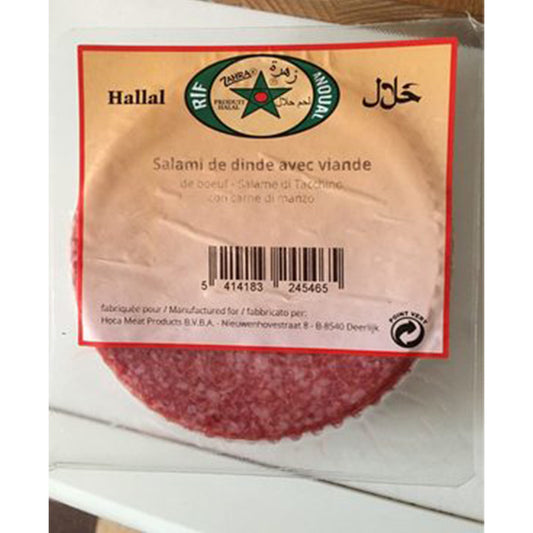 Hallal
RIF
ZAHRA
زهرة
ANOUAL
PRODUIT
HALAL
لحم حلال
حلال
Salami de dinde avec viande
de boeuf - Salame di Tacchino
con carne di manzo
5 414183 245465
fabriquée pour / Manufactured for / fabbricato per:
Hoca Meat Products B.V.B.A. - Nieuwenhovestraat 8 - B-8540 Deerlijk
POINT VERT